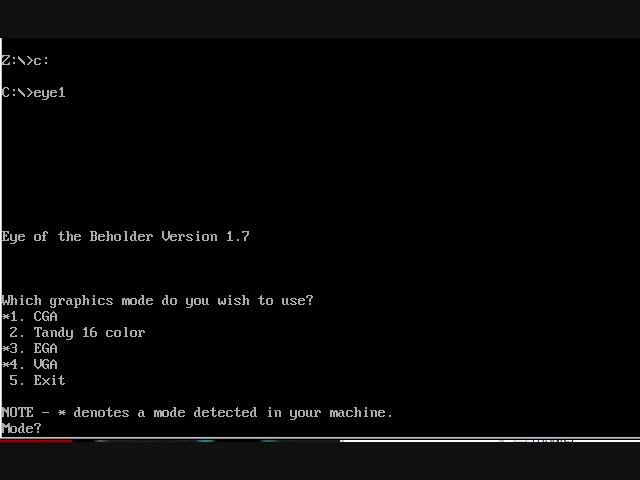 Z:\>c:
C:\>eye1
Eye of the Beholder Version 1.7
Which graphics mode do you wish to use?
*1. CGA
2. Tandy 16 color
*3. EGA
*4. VGA
5. Exit
NOTE - * denotes a mode detected in your machine.
Mode?